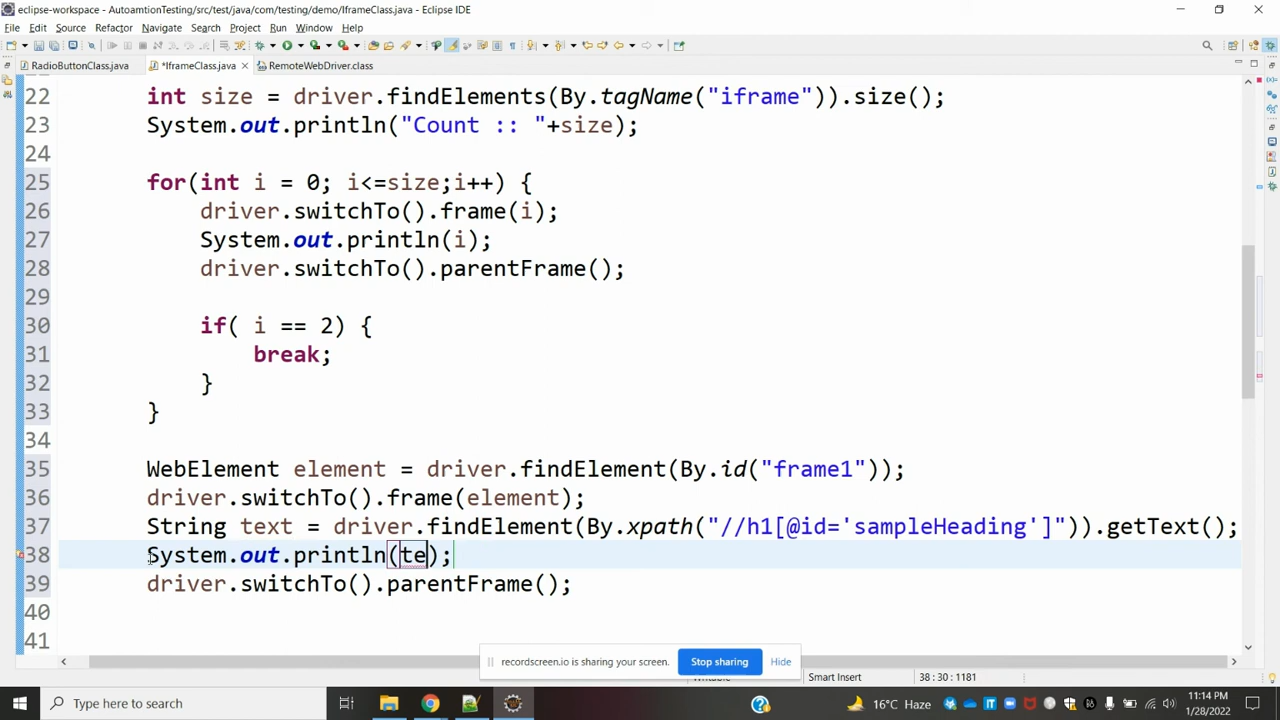 eclipse-workspace - AutoamtionTesting/src/test/java/com/testing/demo/IframeClass.java - Eclipse IDE
File Edit Source Refactor Navigate Search Project Run Window Help
RadioButtonClass.java *IframeClass.java RemoteWebDriver.class
22 int size = driver.findElements(By.tagName("iframe")).size();
23 System.out.println("Count :: "+size);
24
25 for(int i = 0; i<=size;i++) {
26 driver.switchTo().frame(i);
27 System.out.println(i);
28 driver.switchTo().parentFrame();
29
30 if( i == 2) {
31 break;
32 }
33 }
34
35 WebElement element = driver.findElement(By.id("frame1"));
36 driver.switchTo().frame(element);
37 String text = driver.findElement(By.xpath("//h1[@id='sampleHeading']")).getText();
38 System.out.println(te);
39 driver.switchTo().parentFrame();
40
41
recordscreen.io is sharing your screen. Stop sharing Hide
Smart Insert 38 : 30 : 1181
Type here to search 16°C Haze 11:14 PM
1/28/2022